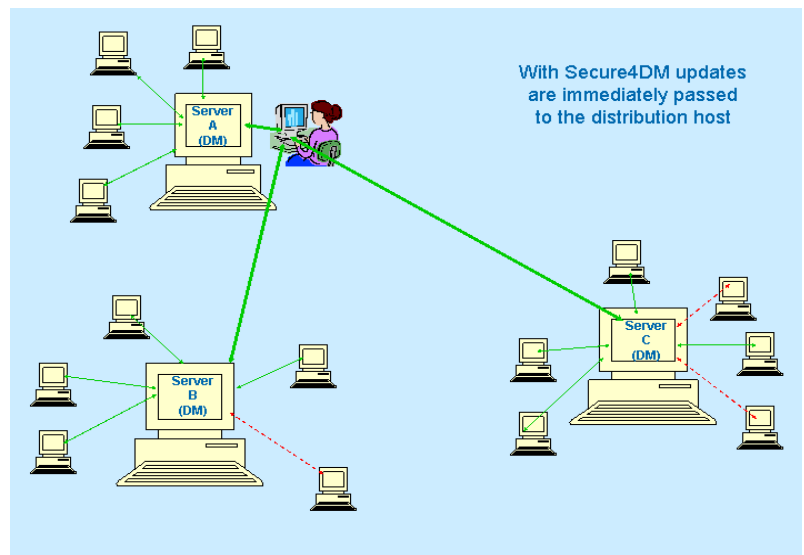 With Secure4DM updates
are immediately passed
to the distribution host
Server
A
(DM)
Server
B
(DM)
Server
C
(DM)